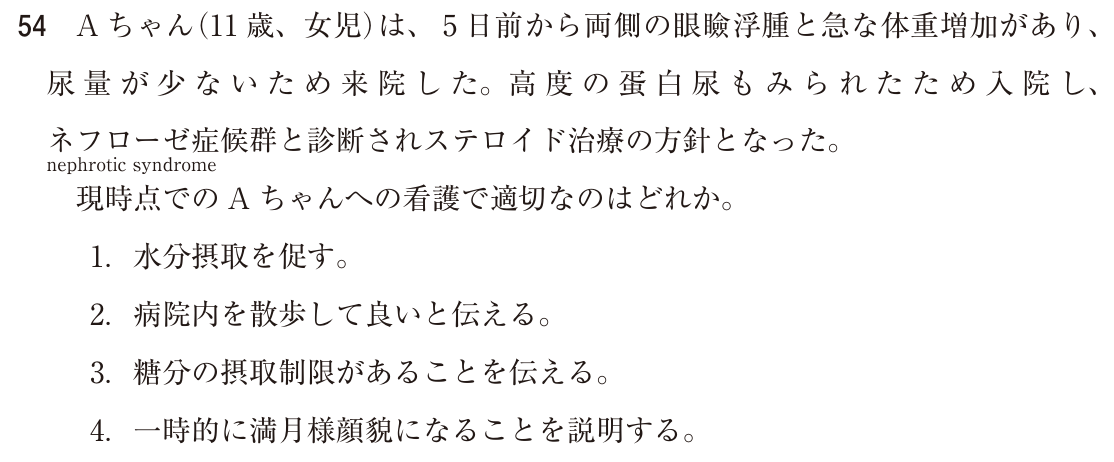 54 Aちゃん(11歳、女児)は、5日前から両側の眼瞼浮腫と急な体重増加があり、
尿量が少ないため来院した。高度の蛋白尿もみられたため入院し、
ネフローゼ症候群と診断されステロイド治療の方針となった。
nephrotic syndrome
現時点でのAちゃんへの看護で適切なのはどれか。
1. 水分摂取を促す。
2. 病院内を散歩して良いと伝える。
3. 糖分の摂取制限があることを伝える。
4. 一時的に満月様顔貌になることを説明する。